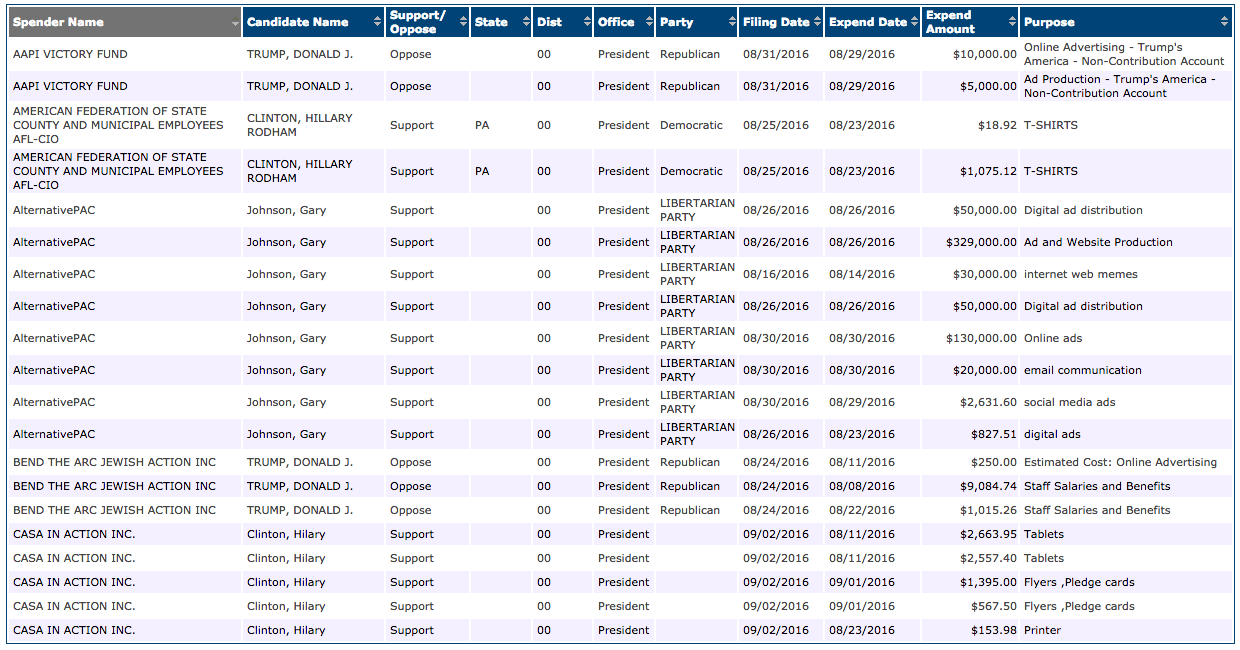 Spender Name Candidate Name Support/ Oppose State Dist Office Party Filing Date Expend Date Expend Amount Purpose
AAPI VICTORY FUND TRUMP, DONALD J. Oppose 00 President Republican 08/31/2016 08/29/2016 $10,000.00 Online Advertising - Trump's America - Non-Contribution Account
AAPI VICTORY FUND TRUMP, DONALD J. Oppose 00 President Republican 08/31/2016 08/29/2016 $5,000.00 Ad Production - Trump's America - Non-Contribution Account
AMERICAN FEDERATION OF STATE COUNTY AND MUNICIPAL EMPLOYEES AFL-CIO CLINTON, HILLARY RODHAM Support PA 00 President Democratic 08/25/2016 08/23/2016 $18.92 T-SHIRTS
AMERICAN FEDERATION OF STATE COUNTY AND MUNICIPAL EMPLOYEES AFL-CIO CLINTON, HILLARY RODHAM Support PA 00 President Democratic 08/25/2016 08/23/2016 $1,075.12 T-SHIRTS
AlternativePAC Johnson, Gary Support 00 President LIBERTARIAN PARTY 08/26/2016 08/26/2016 $50,000.00 Digital ad distribution
AlternativePAC Johnson, Gary Support 00 President LIBERTARIAN PARTY 08/26/2016 08/26/2016 $329,000.00 Ad and Website Production
AlternativePAC Johnson, Gary Support 00 President LIBERTARIAN PARTY 08/16/2016 08/14/2016 $30,000.00 internet web memes
AlternativePAC Johnson, Gary Support 00 President LIBERTARIAN PARTY 08/26/2016 08/26/2016 $50,000.00 Digital ad distribution
AlternativePAC Johnson, Gary Support 00 President LIBERTARIAN PARTY 08/30/2016 08/30/2016 $130,000.00 Online ads
AlternativePAC Johnson, Gary Support 00 President LIBERTARIAN PARTY 08/30/2016 08/30/2016 $20,000.00 email communication
AlternativePAC Johnson, Gary Support 00 President LIBERTARIAN PARTY 08/30/2016 08/29/2016 $2,631.60 social media ads
AlternativePAC Johnson, Gary Support 00 President LIBERTARIAN PARTY 08/26/2016 08/23/2016 $827.51 digital ads
BEND THE ARC JEWISH ACTION INC TRUMP, DONALD J. Oppose 00 President Republican 08/24/2016 08/11/2016 $250.00 Estimated Cost: Online Advertising
BEND THE ARC JEWISH ACTION INC TRUMP, DONALD J. Oppose 00 President Republican 08/24/2016 08/08/2016 $9,084.74 Staff Salaries and Benefits
BEND THE ARC JEWISH ACTION INC TRUMP, DONALD J. Oppose 00 President Republican 08/24/2016 08/22/2016 $1,015.26 Staff Salaries and Benefits
CASA IN ACTION INC. Clinton, Hilary Support 00 President 09/02/2016 08/11/2016 $2,663.95 Tablets
CASA IN ACTION INC. Clinton, Hilary Support 00 President 09/02/2016 08/11/2016 $2,557.40 Tablets
CASA IN ACTION INC. Clinton, Hilary Support 00 President 09/02/2016 09/01/2016 $1,395.00 Flyers ,Pledge cards
CASA IN ACTION INC. Clinton, Hilary Support 00 President 09/02/2016 09/01/2016 $567.50 Flyers ,Pledge cards
CASA IN ACTION INC. Clinton, Hilary Support 00 President 09/02/2016 08/23/2016 $153.98 Printer